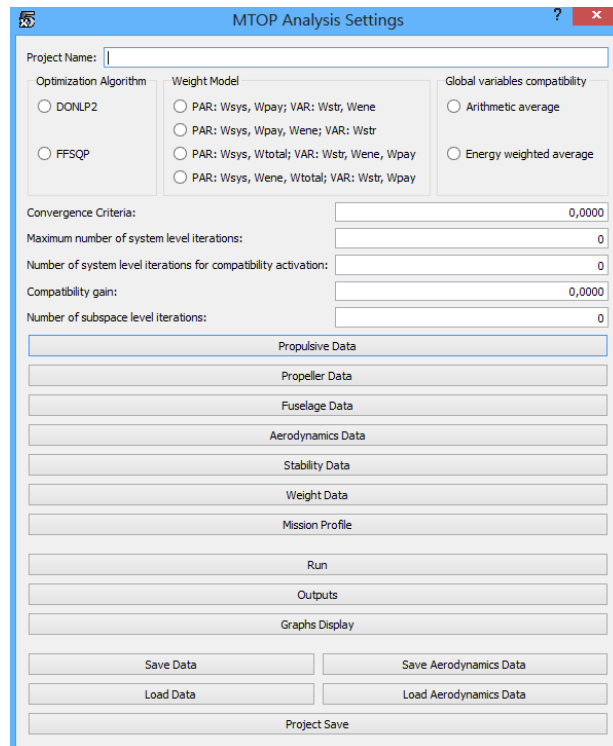 MTOP Analysis Settings
? x
Project Name:
Optimization Algorithm
DONLP2
FFSQP
Weight Model
PAR: Wsys, Wpay; VAR: Wstr, Wene
PAR: Wsys, Wpay, Wene; VAR: Wstr
PAR: Wsys, Wtotal; VAR: Wstr, Wene, Wpay
PAR: Wsys, Wene, Wtotal; VAR: Wstr, Wpay
Global variables compatibility
Arithmetic average
Energy weighted average
Convergence Criteria: 0,0000
Maximum number of system level iterations: 0
Number of system level iterations for compatibility activation: 0
Compatibility gain: 0,0000
Number of subspace level iterations: 0
Propulsive Data
Propeller Data
Fuselage Data
Aerodynamics Data
Stability Data
Weight Data
Mission Profile
Run
Outputs
Graphs Display
Save Data Save Aerodynamics Data
Load Data Load Aerodynamics Data
Project Save